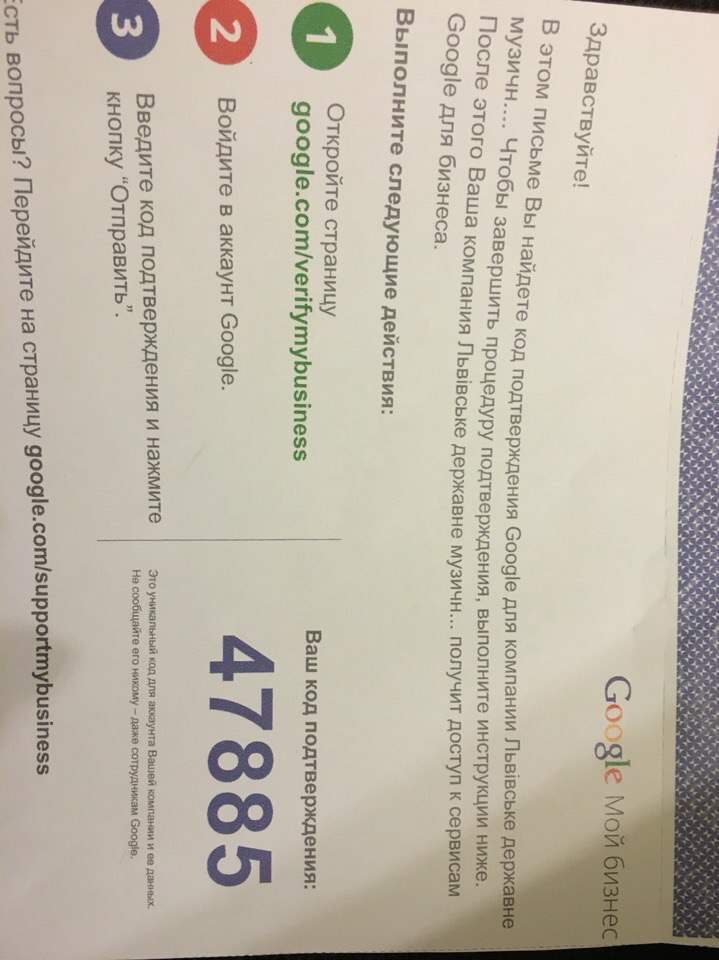 Google Мой бизнес
Здравствуйте!
В этом письме Вы найдете код подтверждения Google для компании Львівське державне
музичн.... Чтобы завершить процедуру подтверждения, выполните инструкции ниже.
После этого Ваша компания Львівське державне музичн... получит доступ к сервисам
Google для бизнеса.
Выполните следующие действия:
1 Откройте страницу
google.com/verifymybusiness
2 Войдите в аккаунт Google.
3 Введите код подтверждения и нажмите
кнопку “Отправить”.
Ваш код подтверждения:
47885
Это уникальный код для аккаунта Вашей компании и ее данных.
Не сообщайте его никому – даже сотрудникам Google.
Есть вопросы? Перейдите на страницу google.com/supportmybusiness